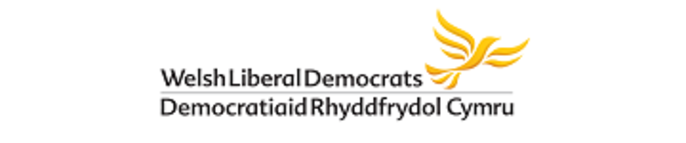 Welsh Liberal Democrats
Democratiaid Rhyddfrydol Cymru